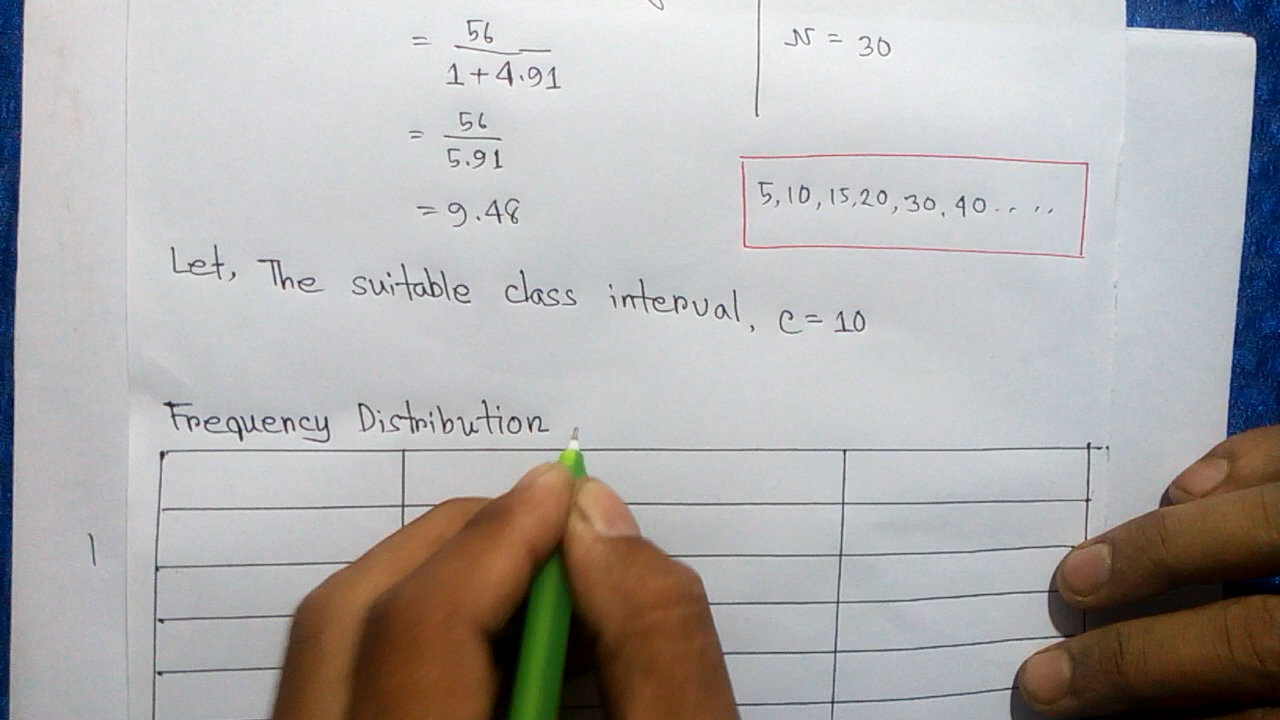 = 56 / 1 + 4.91
N = 30
= 56 / 5.91
5, 10, 15, 20, 30, 40.....
= 9.48
Let, The suitable class interval, c = 10
Frequency Distribution